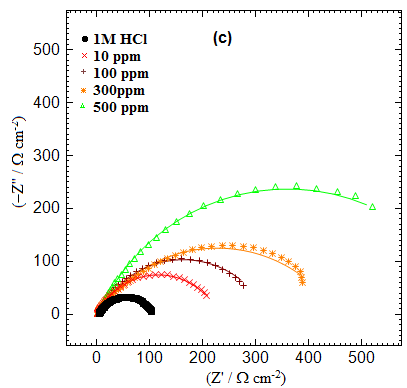 (c)
1M HCl
10 ppm
100 ppm
300ppm
500 ppm
500
400
300
200
100
0
0 100 200 300 400 500
(−Z'' / Ω cm-2)
(Z' / Ω cm-2)